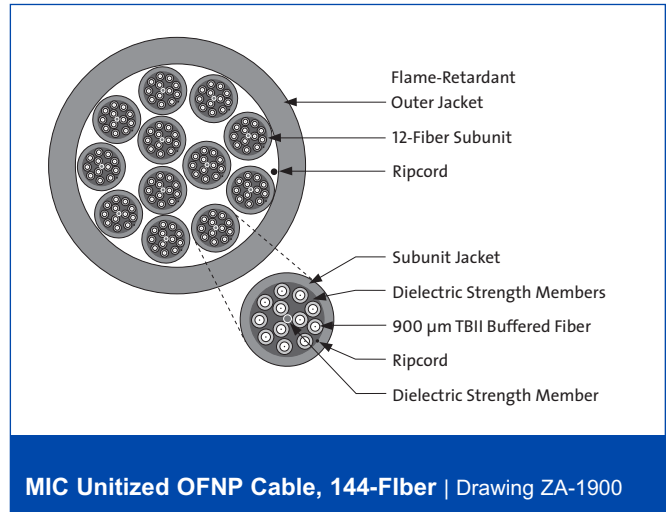 Flame-Retardant
Outer Jacket
12-Fiber Subunit
Ripcord
Subunit Jacket
Dielectric Strength Members
900 µm TBII Buffered Fiber
Ripcord
Dielectric Strength Member
MIC Unitized OFNP Cable, 144-FIber | Drawing ZA-1900